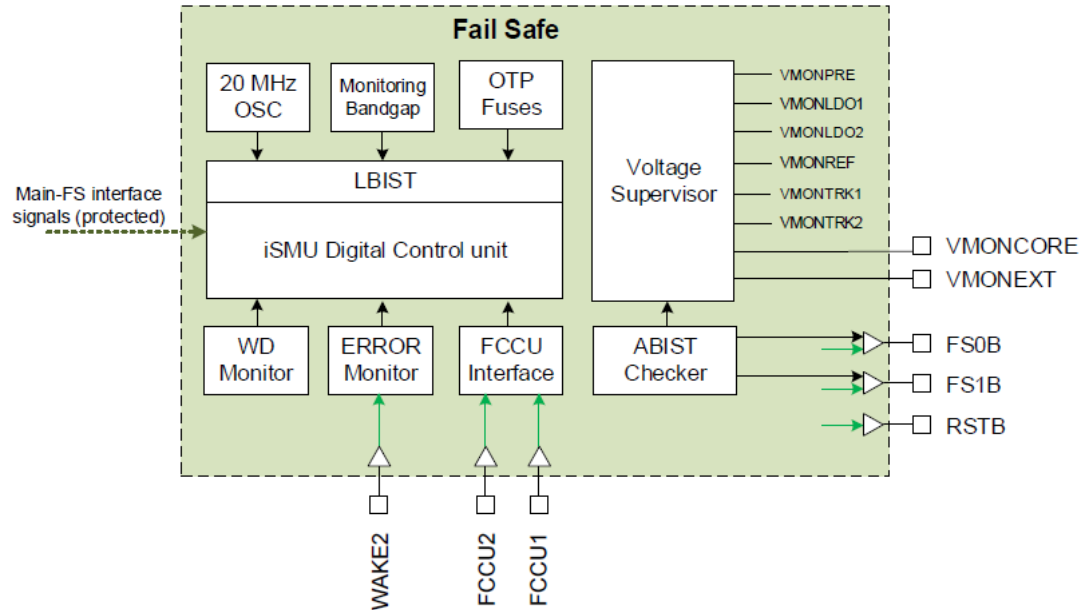 Fail Safe
20 MHz
OSC
Monitoring
Bandgap
OTP
Fuses
LBIST
iSMU Digital Control unit
Main-FS interface
signals (protected)
WD
Monitor
ERROR
Monitor
FCCU
Interface
Voltage
Supervisor
ABIST
Checker
VMONPRE
VMONLDO1
VMONLDO2
VMONREF
VMONTRK1
VMONTRK2
VMONCORE
VMONEXT
FS0B
FS1B
RSTB
WAKE2
FCCU2
FCCU1